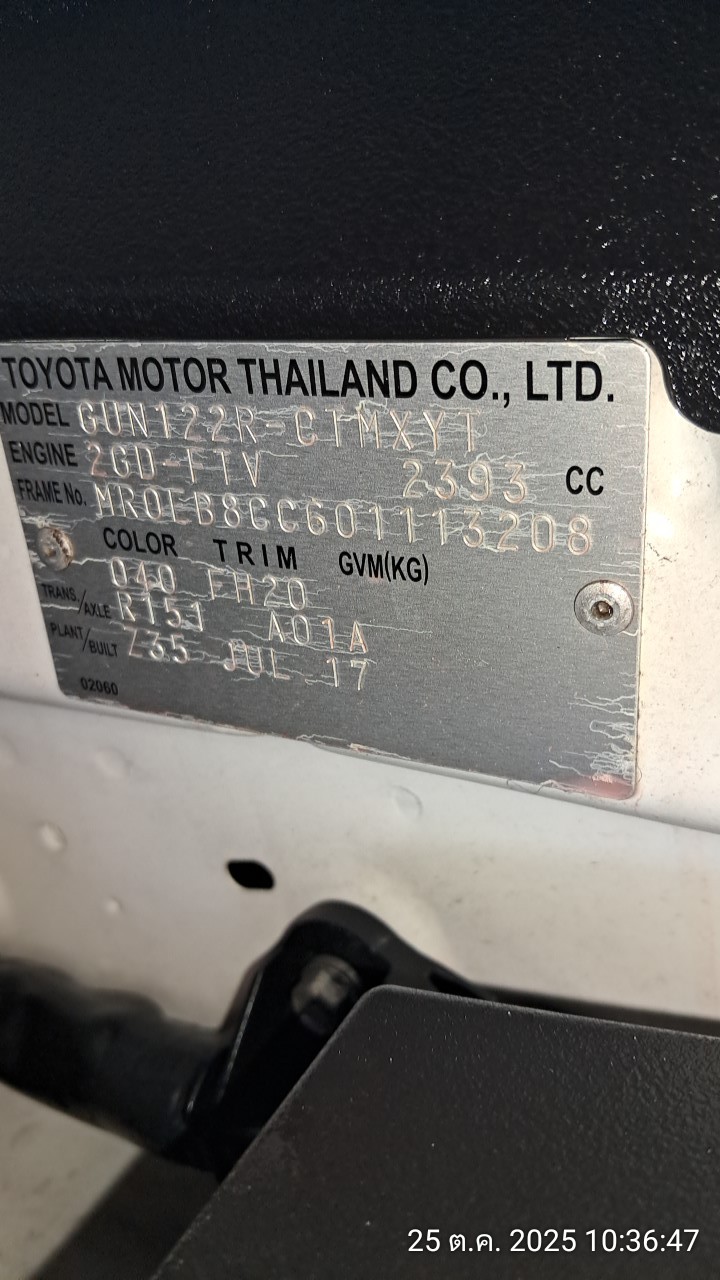 TOYOTA MOTOR THAILAND CO., LTD.
MODEL GUN122R-CTMXYT
ENGINE 2GD-FTV 2393 CC
FRAME No. MR0EB8CC601113208
COLOR TRIM GVM(KG)
040 FH20
TRANS./AXLE R151 A01A
PLANT/BUILT Z35 JUL 17
02060
25 ต.ค. 2025 10:36:47